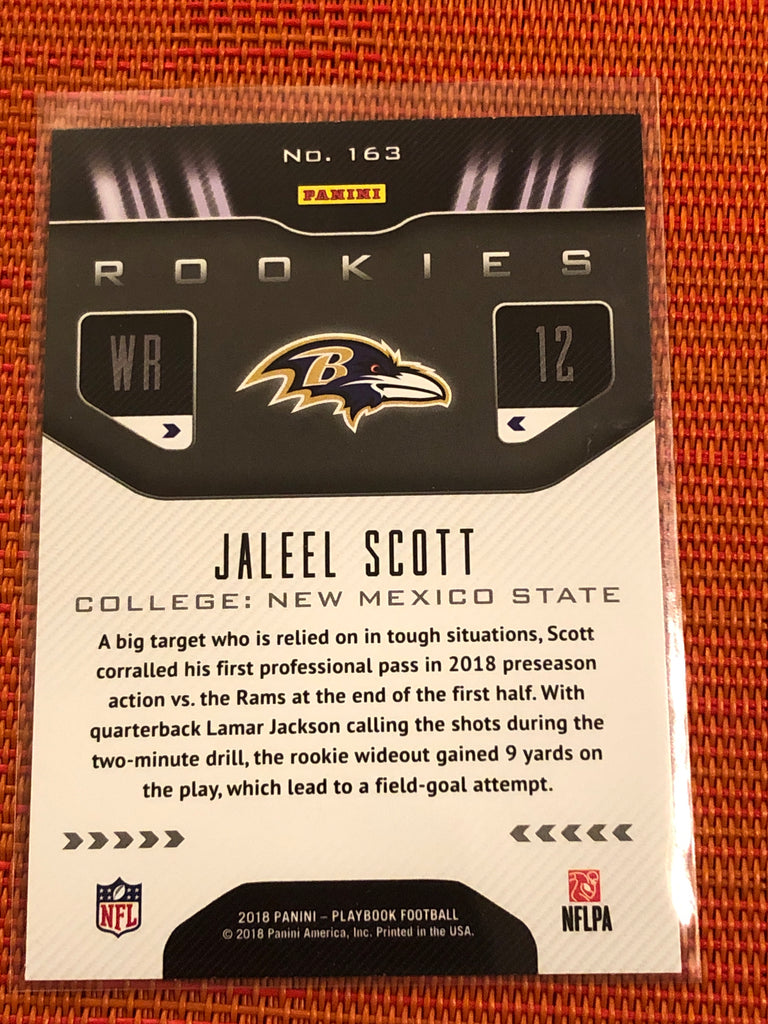 No. 163
PANINI
ROOKIES
WR
B
12
JALEEL SCOTT
COLLEGE: NEW MEXICO STATE
A big target who is relied on in tough situations, Scott
corralled his first professional pass in 2018 preseason
action vs. the Rams at the end of the first half. With
quarterback Lamar Jackson calling the shots during the
two-minute drill, the rookie wideout gained 9 yards on
the play, which lead to a field-goal attempt.
NFL
2018 PANINI – PLAYBOOK FOOTBALL
© 2018 Panini America, Inc. Printed in the USA.
NFLPA